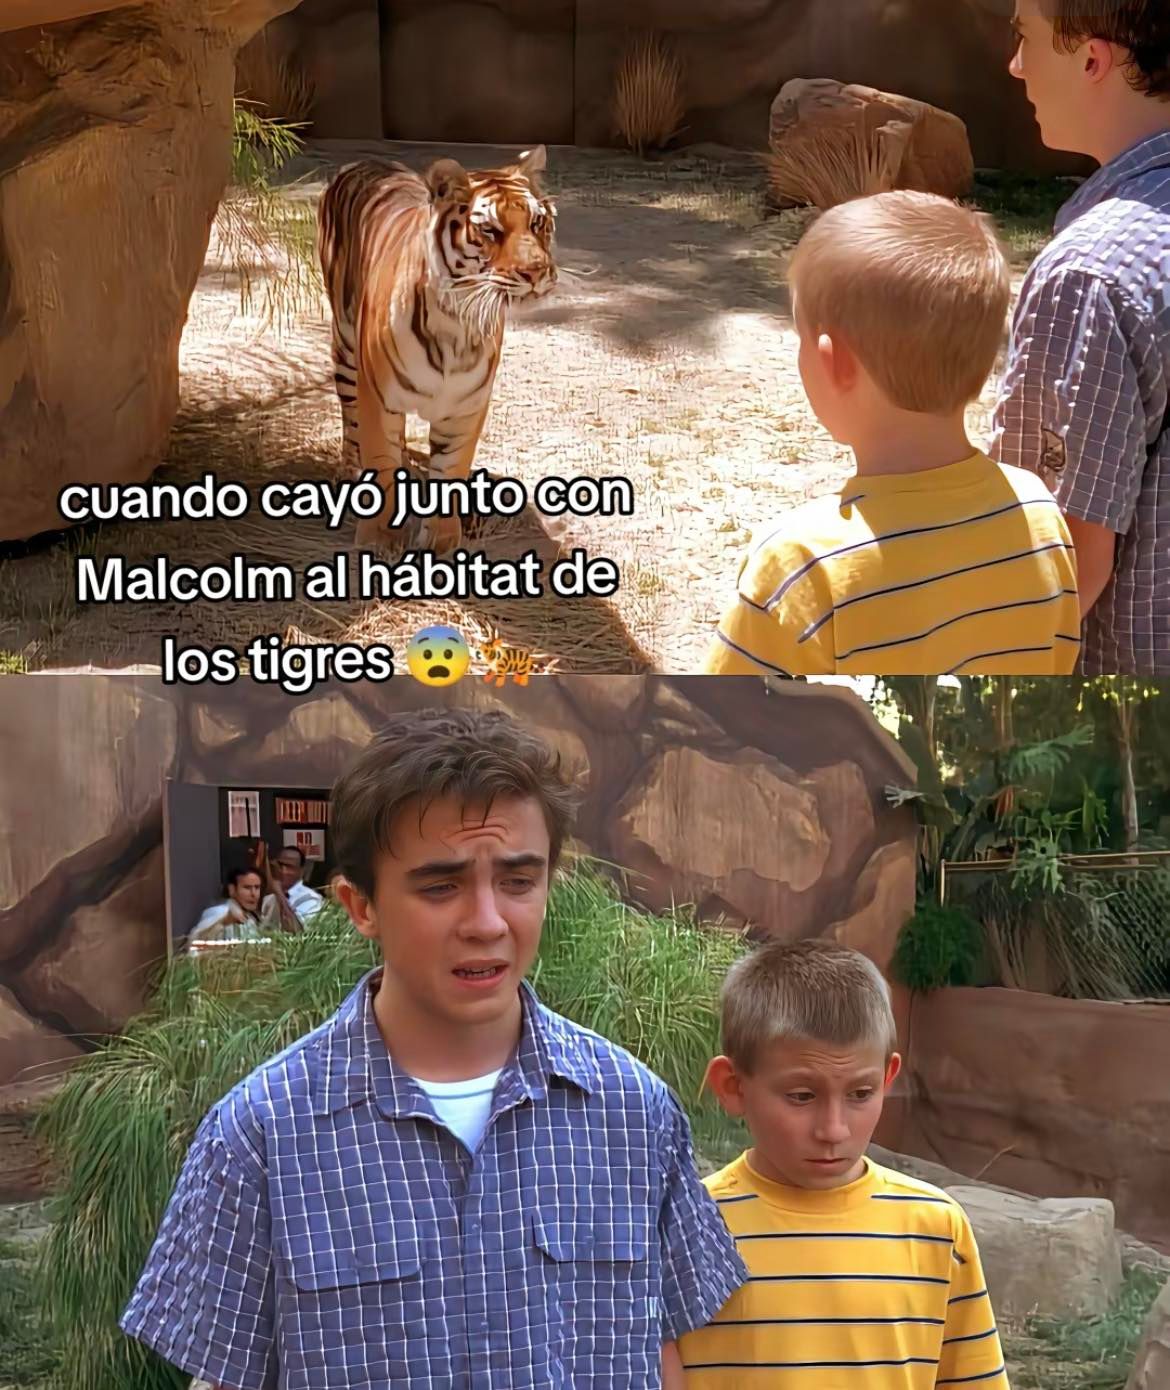 cuando cayó junto con
Malcolm al hábitat de
los tigres 😨🐅